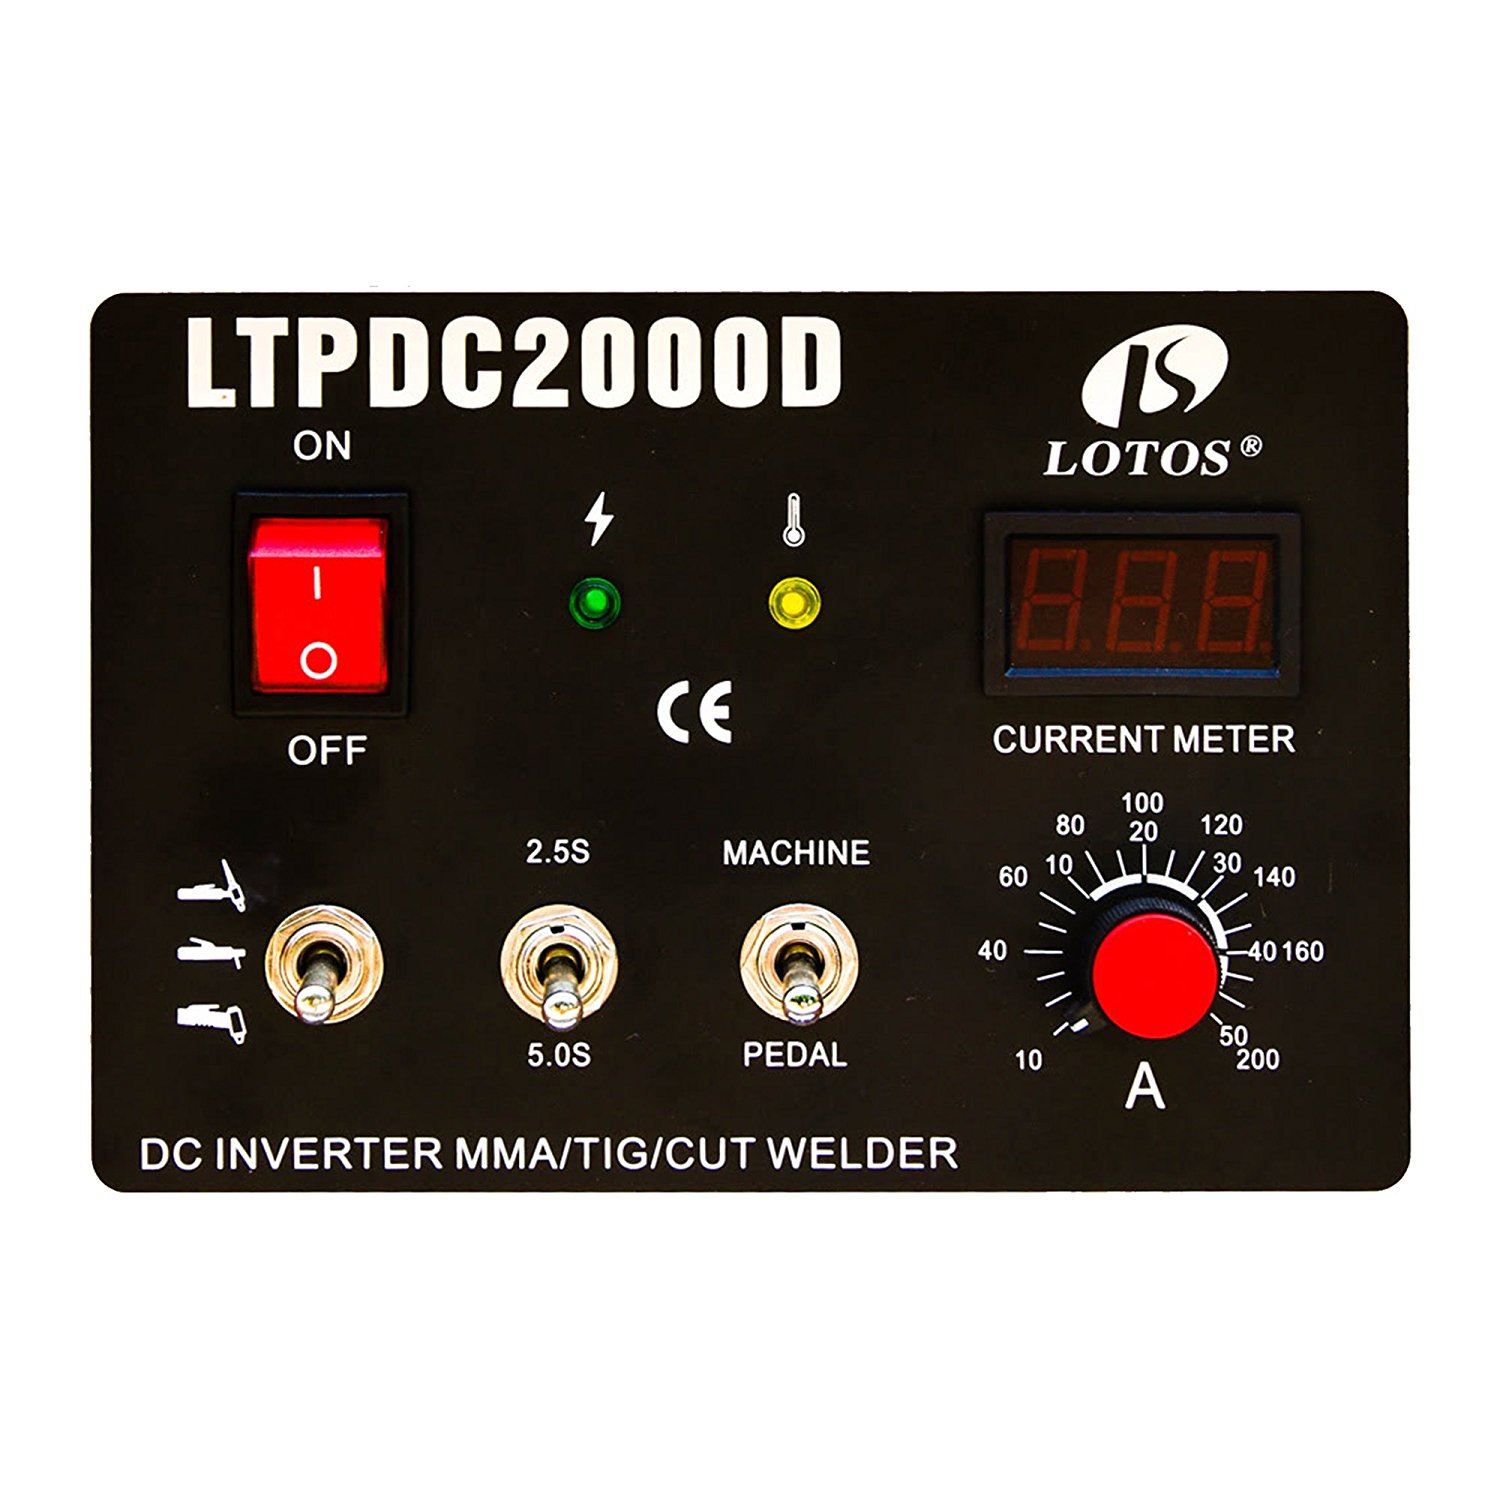 LTPDC2000D
LOTOS®
ON
I
O
OFF
CE
CURRENT METER
2.5S
5.0S
MACHINE
PEDAL
100
80
20
120
60
10
30
140
40
40
160
10
50
200
A
DC INVERTER MMA/TIG/CUT WELDER